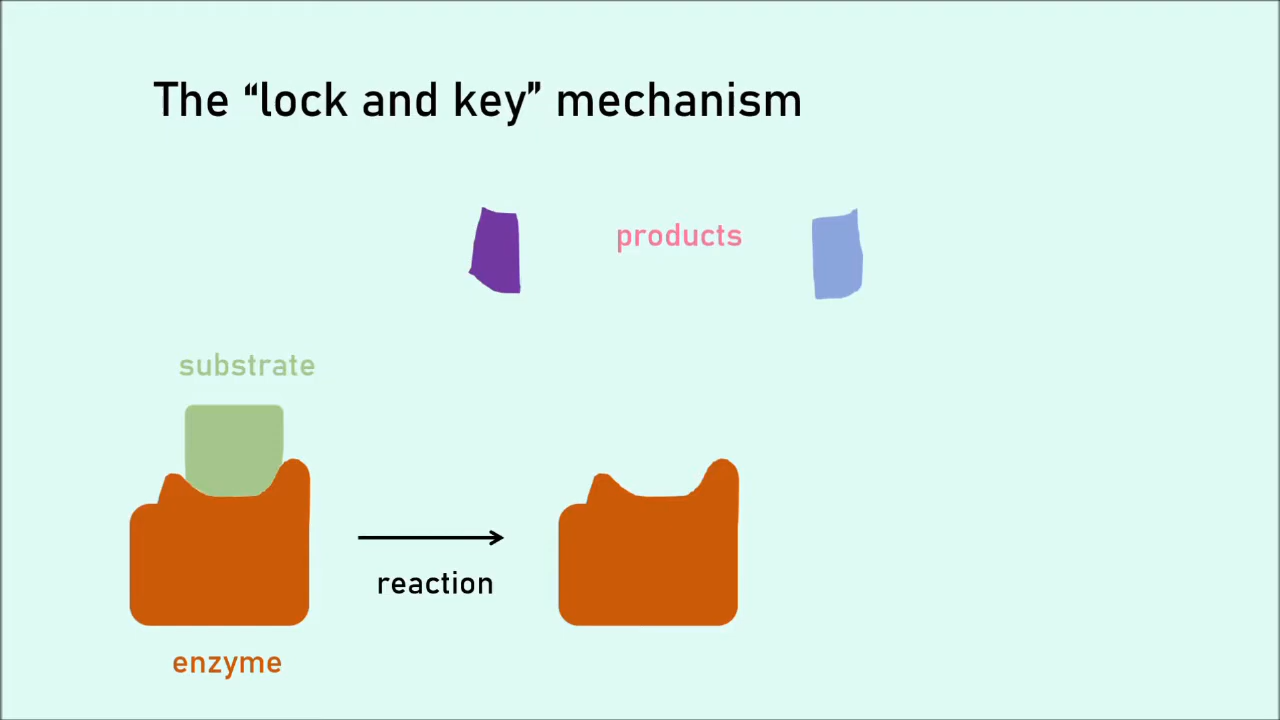 The “lock and key” mechanism
products
substrate
reaction
enzyme